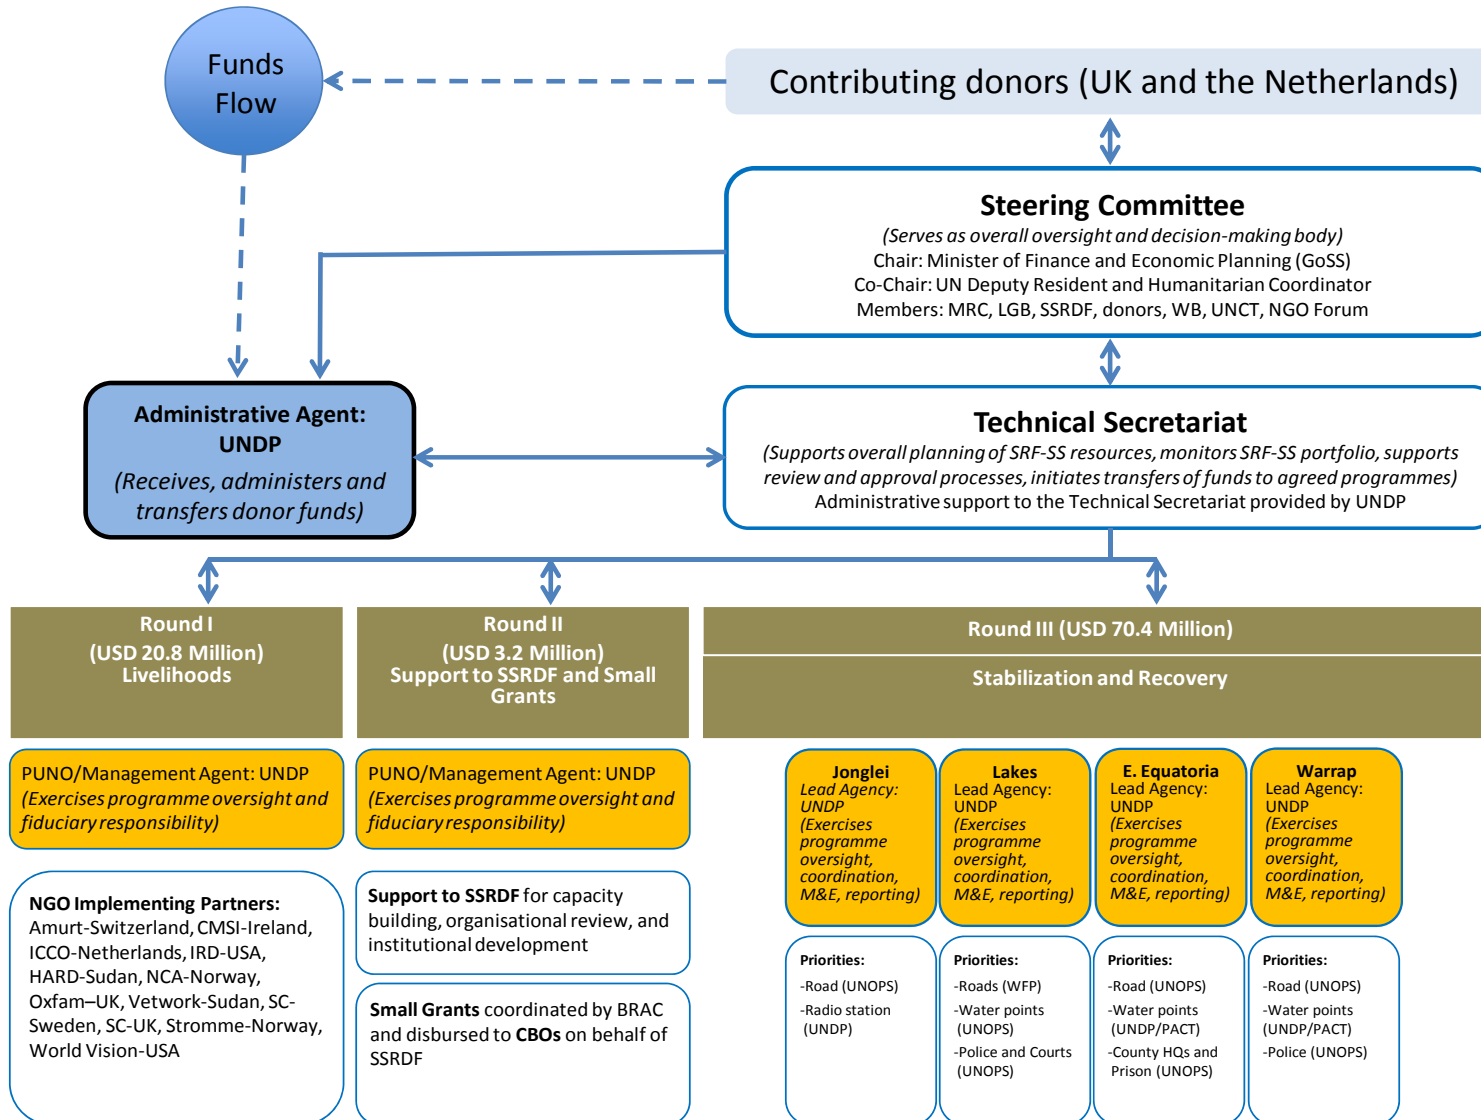 Funds
Flow
Contributing donors (UK and the Netherlands)
Steering Committee
(Serves as overall oversight and decision-making body)
Chair: Minister of Finance and Economic Planning (GoSS)
Co-Chair: UN Deputy Resident and Humanitarian Coordinator
Members: MRC, LGB, SSRDF, donors, WB, UNCT, NGO Forum
Administrative Agent:
UNDP
(Receives, administers and
transfers donor funds)
Technical Secretariat
(Supports overall planning of SRF-SS resources, monitors SRF-SS portfolio, supports
review and approval processes, initiates transfers of funds to agreed programmes)
Administrative support to the Technical Secretariat provided by UNDP
Round I
(USD 20.8 Million)
Livelihoods
Round II
(USD 3.2 Million)
Support to SSRDF and Small
Grants
Round III (USD 70.4 Million)
Stabilization and Recovery
PUNO/Management Agent: UNDP
(Exercises programme oversight and
fiduciary responsibility)
PUNO/Management Agent: UNDP
(Exercises programme oversight and
fiduciary responsibility)
Jonglei
Lead Agency:
UNDP
(Exercises
programme
oversight,
coordination,
M&E, reporting)
Lakes
Lead Agency:
UNDP
(Exercises
programme
oversight,
coordination,
M&E, reporting)
E. Equatoria
Lead Agency:
UNDP
(Exercises
programme
oversight,
coordination,
M&E, reporting)
Warrap
Lead Agency:
UNDP
(Exercises
programme
oversight,
coordination,
M&E, reporting)
NGO Implementing Partners:
Amurt-Switzerland, CMSI-Ireland,
ICCO-Netherlands, IRD-USA,
HARD-Sudan, NCA-Norway,
Oxfam–UK, Vetwork-Sudan, SC-
Sweden, SC-UK, Stromme-Norway,
World Vision-USA
Support to SSRDF for capacity
building, organisational review, and
institutional development
Small Grants coordinated by BRAC
and disbursed to CBOs on behalf of
SSRDF
Priorities:
-Road (UNOPS)
-Radio station
(UNDP)
Priorities:
-Roads (WFP)
-Water points
(UNOPS)
-Police and Courts
(UNOPS)
Priorities:
-Road (UNOPS)
-Water points
(UNDP/PACT)
-County HQs and
Prison (UNOPS)
Priorities:
-Road (UNOPS)
-Water points
(UNDP/PACT)
-Police (UNOPS)